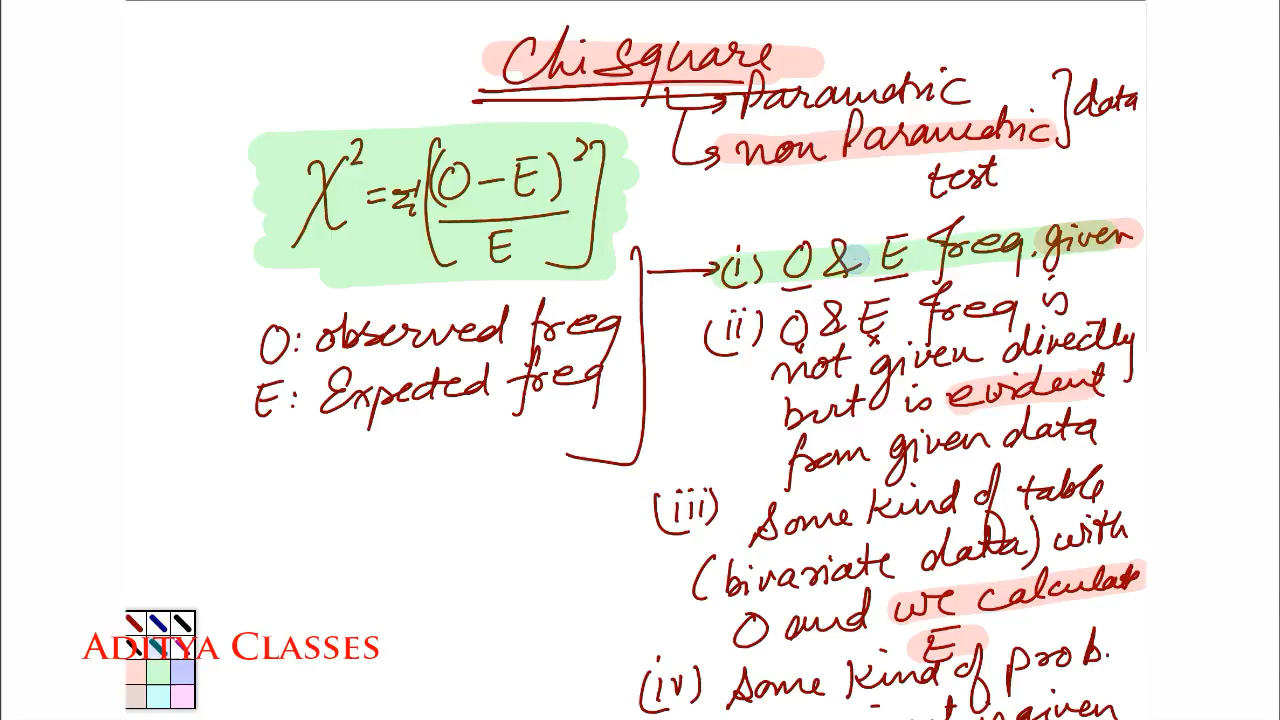 Chi Square
Parametric
non Parametric
test
data
χ² = Σ[(O-E)²/E]
O: observed freq
E: Expected freq
(i) O & E freq. given
(ii) O & E freq is
not given directly
but is evident
from given data
(iii) Some kind of table
(bivariate data) with
O and we calculate
E
(iv) Some kind of prob.
is given
ADITYA CLASSES